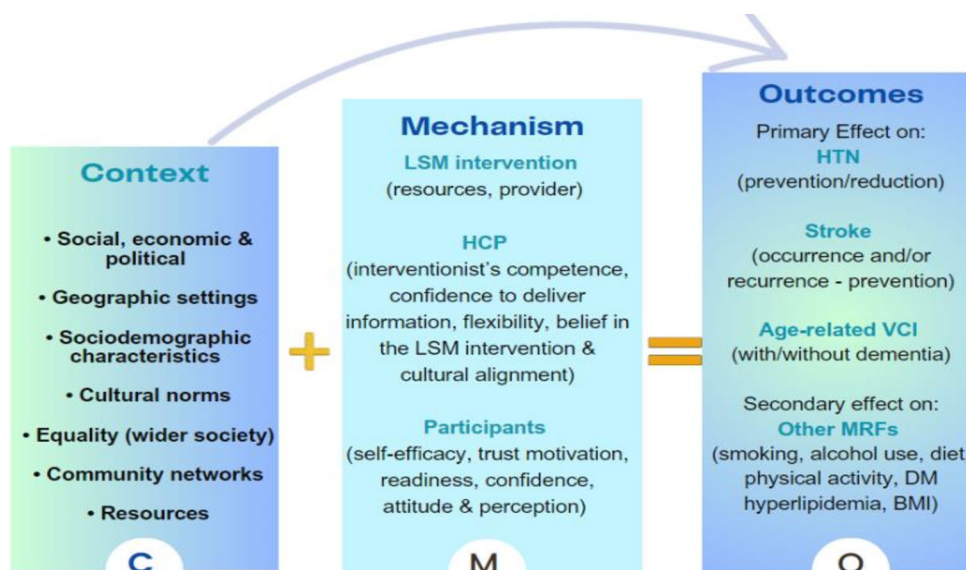 Context
• Social, economic &
political
• Geographic settings
• Sociodemographic
characteristics
• Cultural norms
• Equality (wider society)
• Community networks
• Resources
C
+
Mechanism
LSM intervention
(resources, provider)
HCP
(interventionist's competence,
confidence to deliver
information, flexibility, belief in
the LSM intervention &
cultural alignment)
Participants
(self-efficacy, trust motivation,
readiness, confidence,
attitude & perception)
M
=
Outcomes
Primary Effect on:
HTN
(prevention/reduction)
Stroke
(occurrence and/or
recurrence - prevention)
Age-related VCI
(with/without dementia)
Secondary effect on:
Other MRFs
(smoking, alcohol use, diet,
physical activity, DM
hyperlipidemia, BMI)
O